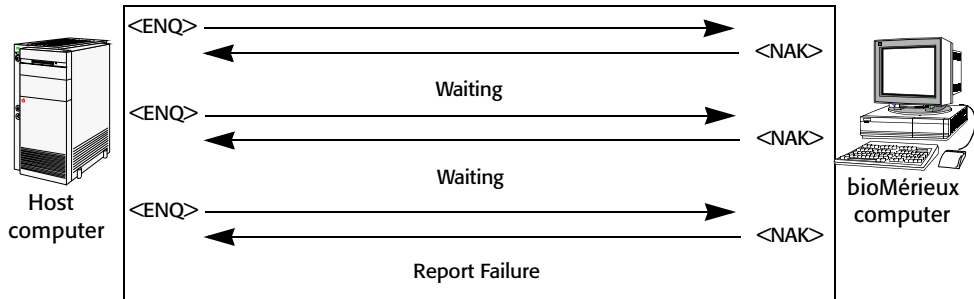 <ENQ>
<NAK>
Waiting
<ENQ>
<NAK>
Waiting
<ENQ>
<NAK>
Report Failure
Host
computer
bioMérieux
computer